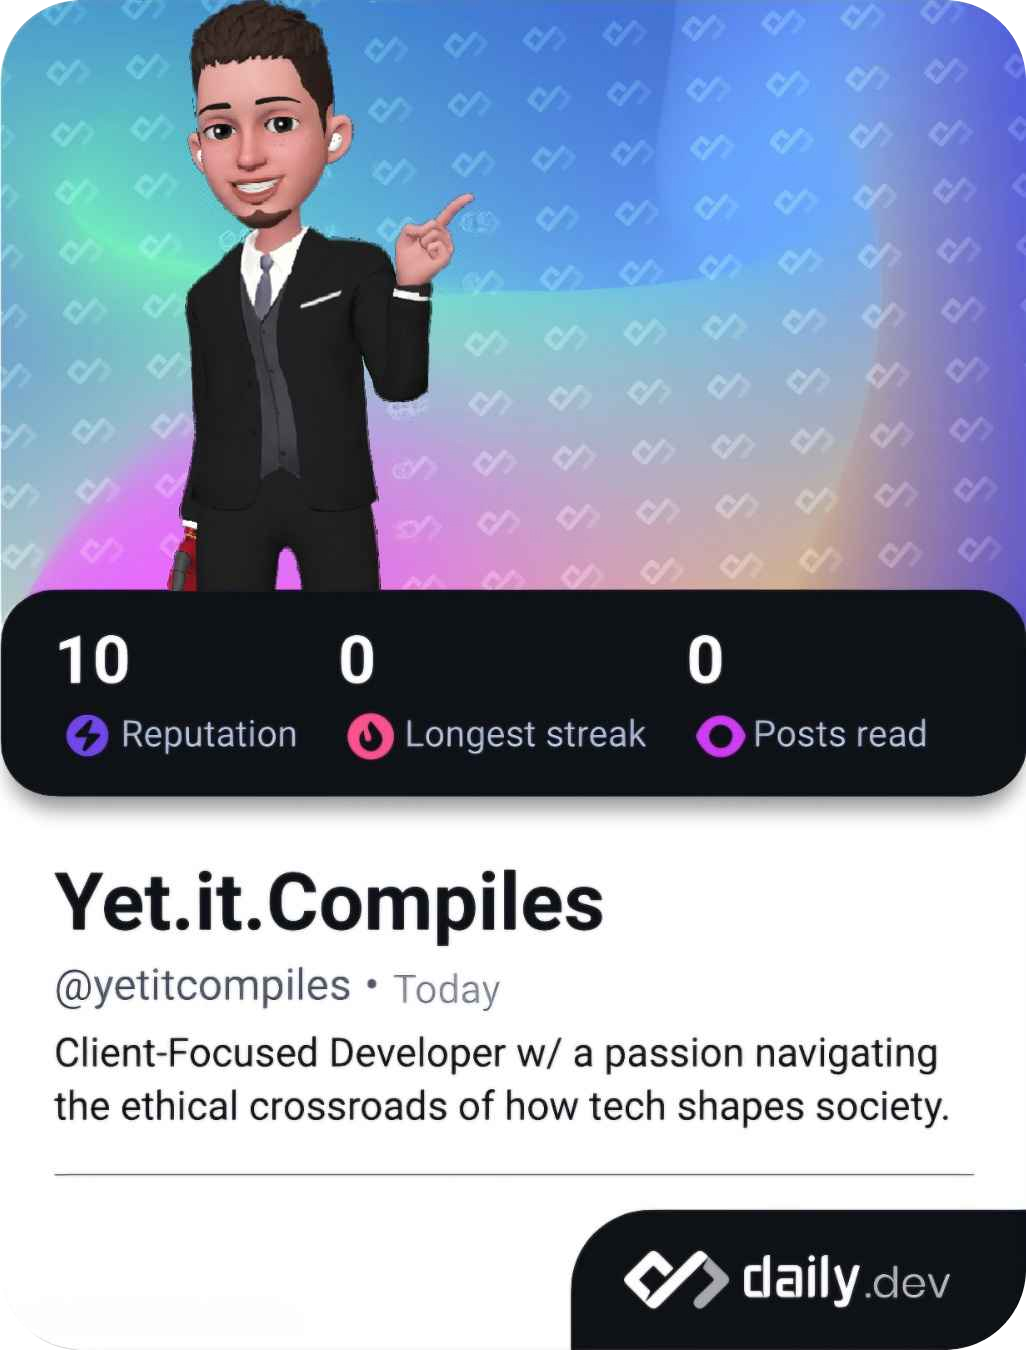 10 0 0
Reputation Longest streak Posts read
Yet.it.Compiles
@yetitcompiles • Today
Client-Focused Developer w/ a passion navigating
the ethical crossroads of how tech shapes society.
daily.dev